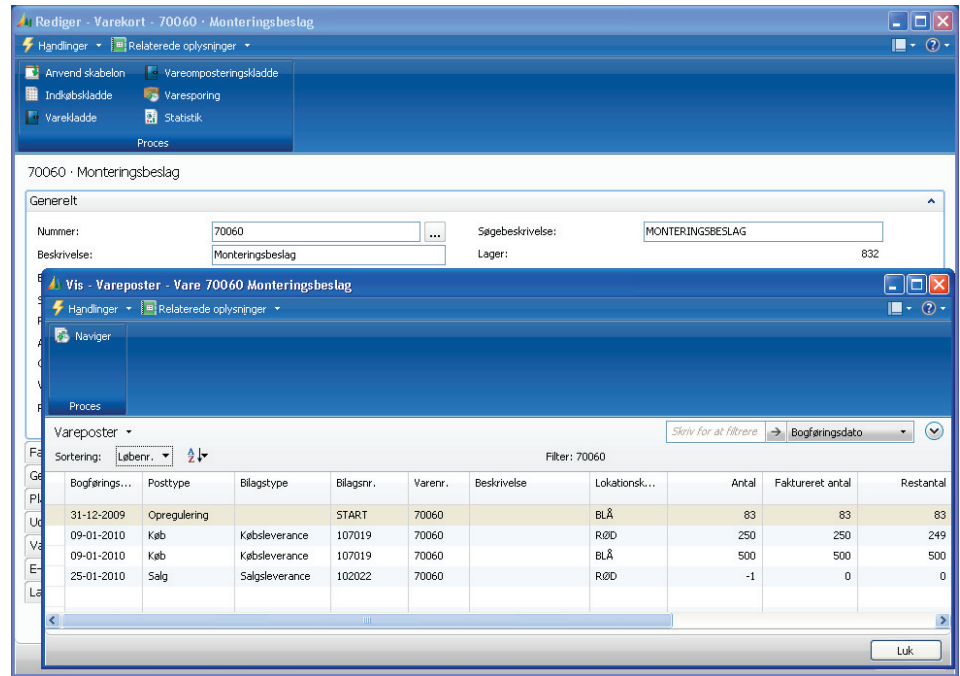 Rediger - Varekort - 70060 · Monteringsbeslag
Handlinger Relaterede oplysninger
Anvend skabelon Vareomposteringskladde
Indkøbskladde Varesporing
Varekladde Statistik
Proces
70060 · Monteringsbeslag
Generelt
Nummer: 70060 ... Søgebeskrivelse: MONTERINGSBESLAG
Beskrivelse: Monteringsbeslag Lager: 832
Vis - Vareposter - Vare 70060 Monteringsbeslag
Handlinger Relaterede oplysninger
Naviger
Proces
Vareposter Skriv for at filtrere Bogføringsdato
Sortering: Løbenr. Filter: 70060
Bogførings... Posttype Bilagstype Bilagsnr. Varenr. Beskrivelse Lokationsk... Antal Faktureret antal Restantal
31-12-2009 Opregulering START 70060 BLÅ 83 83 83
09-01-2010 Køb Købsleverance 107019 70060 RØD 250 250 249
09-01-2010 Køb Købsleverance 107019 70060 BLÅ 500 500 500
25-01-2010 Salg Salgsleverance 102022 70060 RØD -1 0 0
Luk